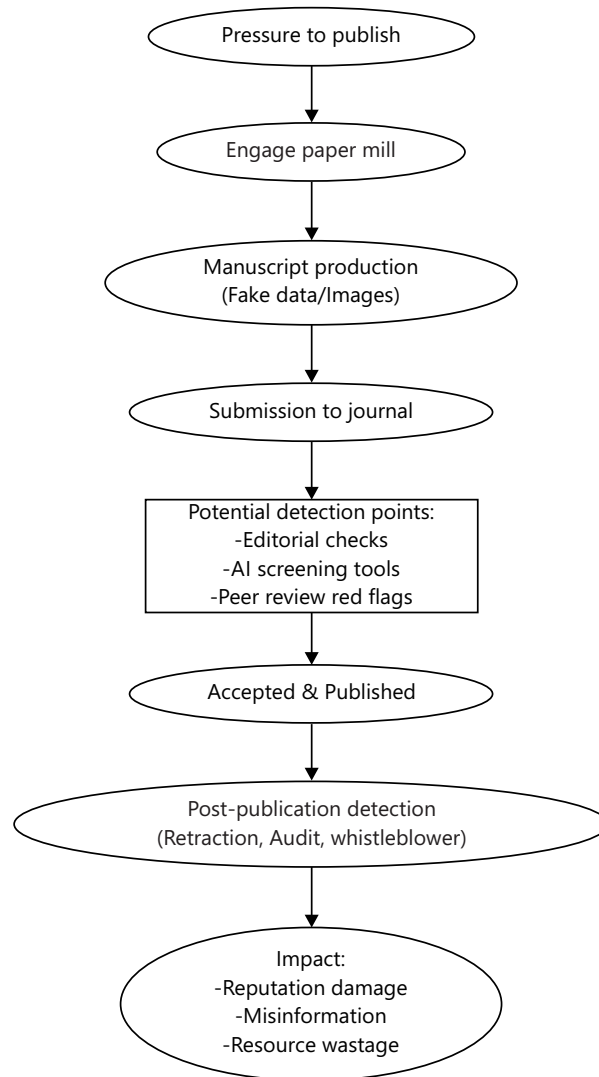 Pressure to publish
Engage paper mill
Manuscript production
(Fake data/Images)
Submission to journal
Potential detection points:
-Editorial checks
-AI screening tools
-Peer review red flags
Accepted & Published
Post-publication detection
(Retraction, Audit, whistleblower)
Impact:
-Reputation damage
-Misinformation
-Resource wastage